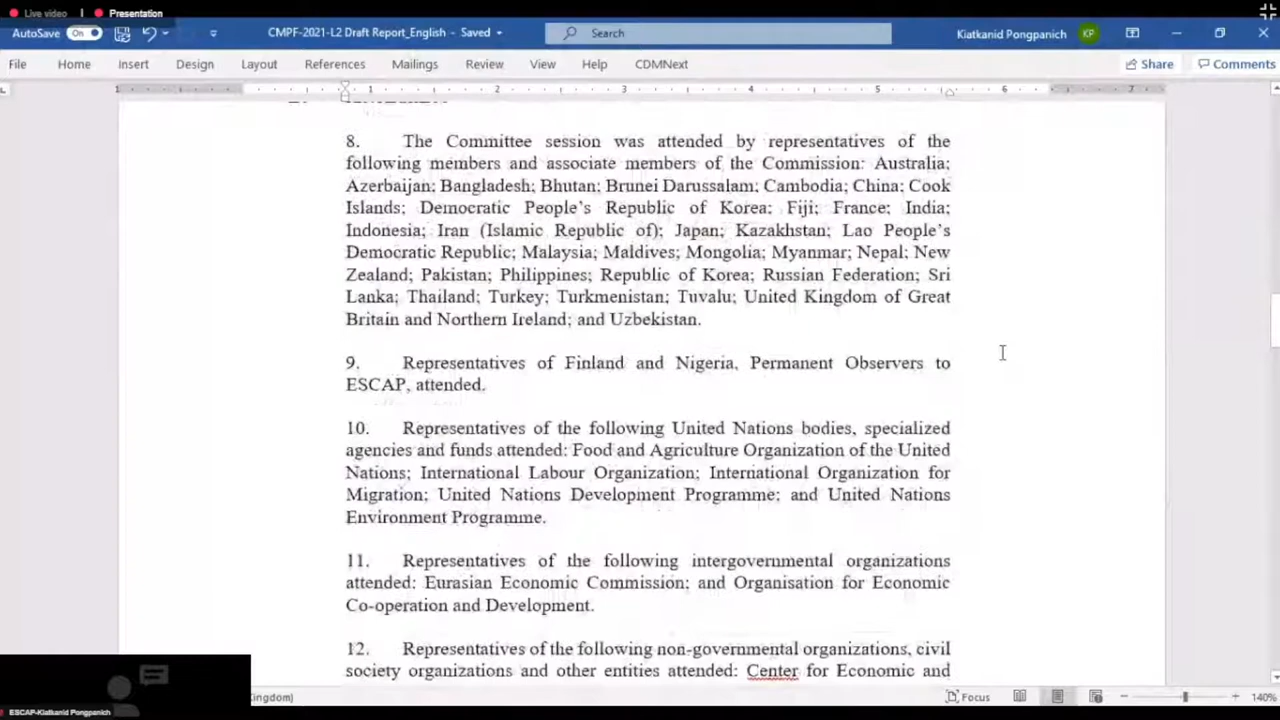 Live video
Presentation
AutoSave On
CMPF-2021-L2 Draft Report_English - Saved
Search
Kiatkanid Pongpanich KP
File Home Insert Design Layout References Mailings Review View Help CDMNext Share Comments
1 1 2 3 4 5 6 7
8. The Committee session was attended by representatives of the
following members and associate members of the Commission: Australia;
Azerbaijan; Bangladesh; Bhutan; Brunei Darussalam; Cambodia; China; Cook
Islands; Democratic People's Republic of Korea; Fiji; France; India;
Indonesia; Iran (Islamic Republic of); Japan; Kazakhstan; Lao People's
Democratic Republic; Malaysia; Maldives; Mongolia; Myanmar; Nepal; New
Zealand; Pakistan; Philippines; Republic of Korea; Russian Federation; Sri
Lanka; Thailand; Turkey; Turkmenistan; Tuvalu; United Kingdom of Great
Britain and Northern Ireland; and Uzbekistan.
9. Representatives of Finland and Nigeria, Permanent Observers to
ESCAP, attended.
10. Representatives of the following United Nations bodies, specialized
agencies and funds attended: Food and Agriculture Organization of the United
Nations; International Labour Organization; International Organization for
Migration; United Nations Development Programme; and United Nations
Environment Programme.
11. Representatives of the following intergovernmental organizations
attended: Eurasian Economic Commission; and Organisation for Economic
Co-operation and Development.
12. Representatives of the following non-governmental organizations, civil
society organizations and other entities attended: Center for Economic and
ngdom) Focus 140%
ESCAP-Kiatkanid Pongpanich